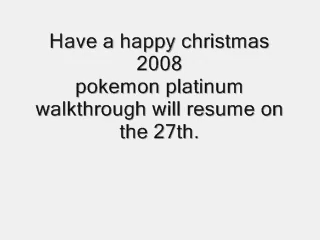 Have a happy christmas
2008
pokemon platinum
walkthrough will resume on
the 27th.